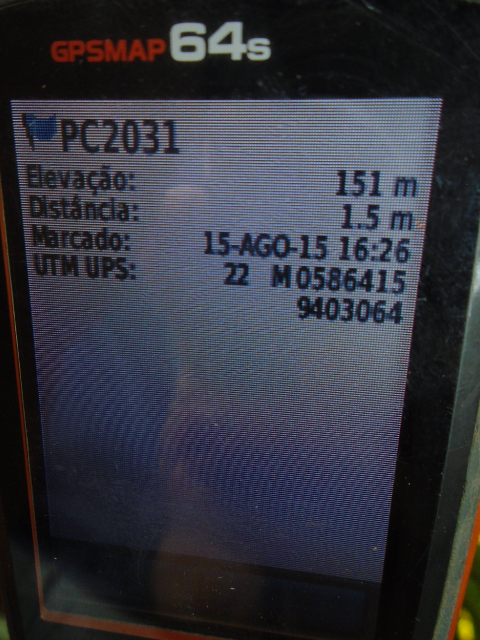 GPSMAP 64s
PC2031
Elevação: 151 m
Distância: 1.5 m
Marcado: 15-AGO-15 16:26
UTM UPS: 22 M 0586415
9403064